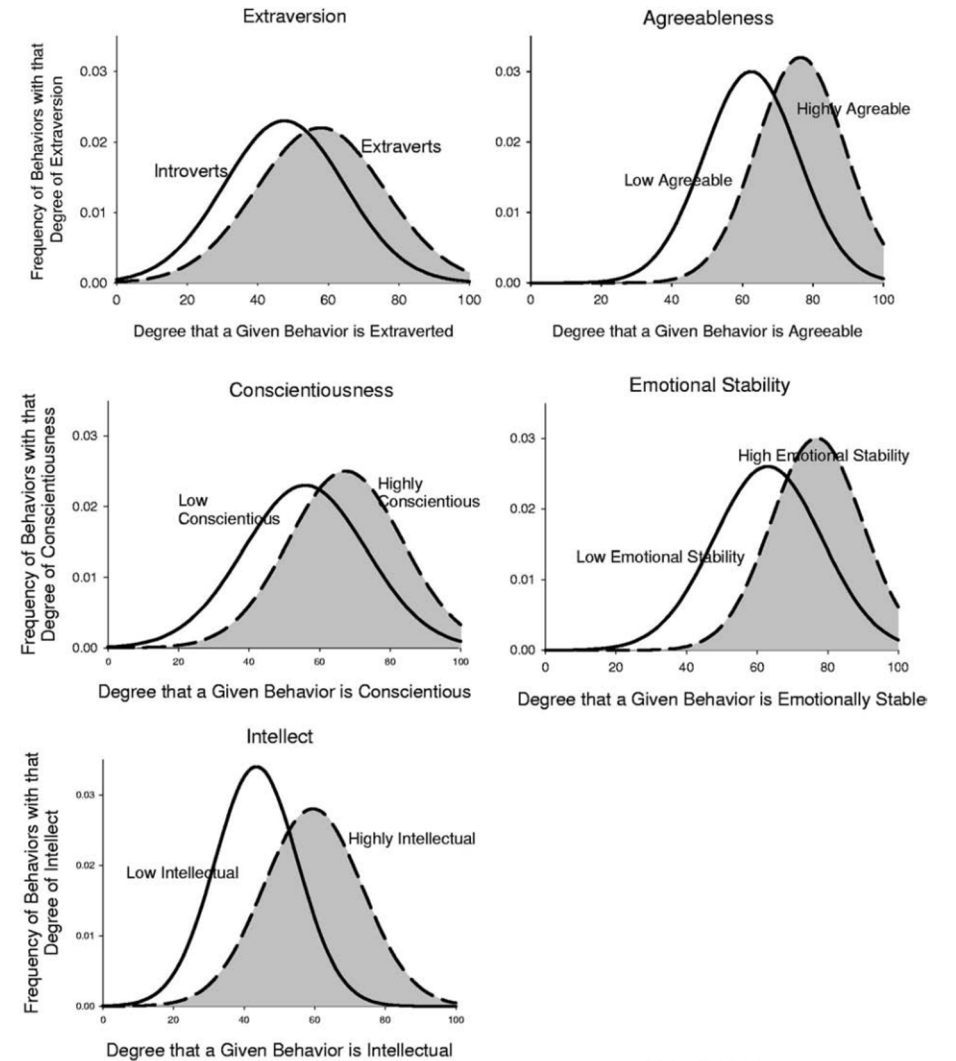 Extraversion
Frequency of Behaviors with that
Degree of Extraversion
0.03
0.02
0.01
0.00
Introverts
Extraverts
0 20 40 60 80 100
Degree that a Given Behavior is Extraverted
Agreeableness
0.03
0.02
0.01
0.00
Highly Agreable
Low Agreeable
0 20 40 60 80 100
Degree that a Given Behavior is Agreeable
Conscientiousness
Frequency of Behaviors with that
Degree of Conscientiousness
0.03
0.02
0.01
0.00
Low
Conscientious
Highly
Conscientious
0 20 40 60 80 100
Degree that a Given Behavior is Conscientious
Emotional Stability
0.03
0.02
0.01
0.00
High Emotional Stability
Low Emotional Stability
0 20 40 60 80 100
Degree that a Given Behavior is Emotionally Stable
Intellect
Frequency of Behaviors with that
Degree of Intellect
0.03
0.02
0.01
0.00
Highly Intellectual
Low Intellectual
0 20 40 60 80 100
Degree that a Given Behavior is Intellectual